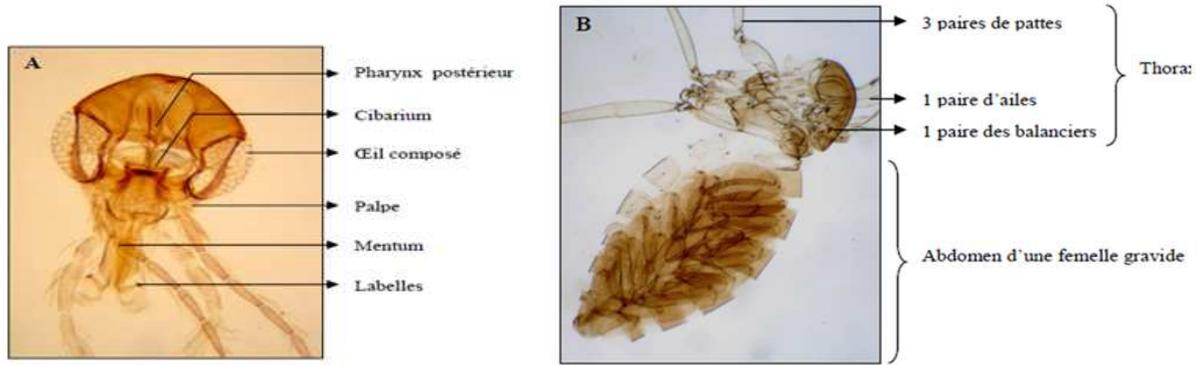 A
Pharynx postérieur
Cibarium
Œil composé
Palpe
Mentum
Labelles
B
3 paires de pattes
1 paire d'ailes
1 paire des balanciers
Thora:
Abdomen d'une femelle gravide